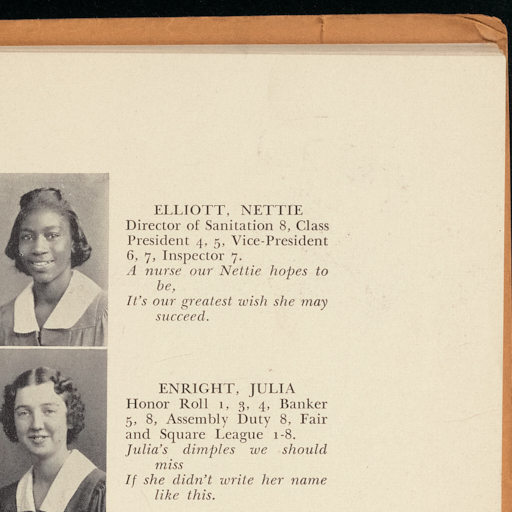 ELLIOTT, NETTIE
Director of Sanitation 8, Class
President 4, 5, Vice-President
6, 7, Inspector 7.
A nurse our Nettie hopes to
be,
It's our greatest wish she may
succeed.
ENRIGHT, JULIA
Honor Roll 1, 3, 4, Banker
5, 8, Assembly Duty 8, Fair
and Square League 1-8.
Julia's dimples we should
miss
If she didn't write her name
like this.